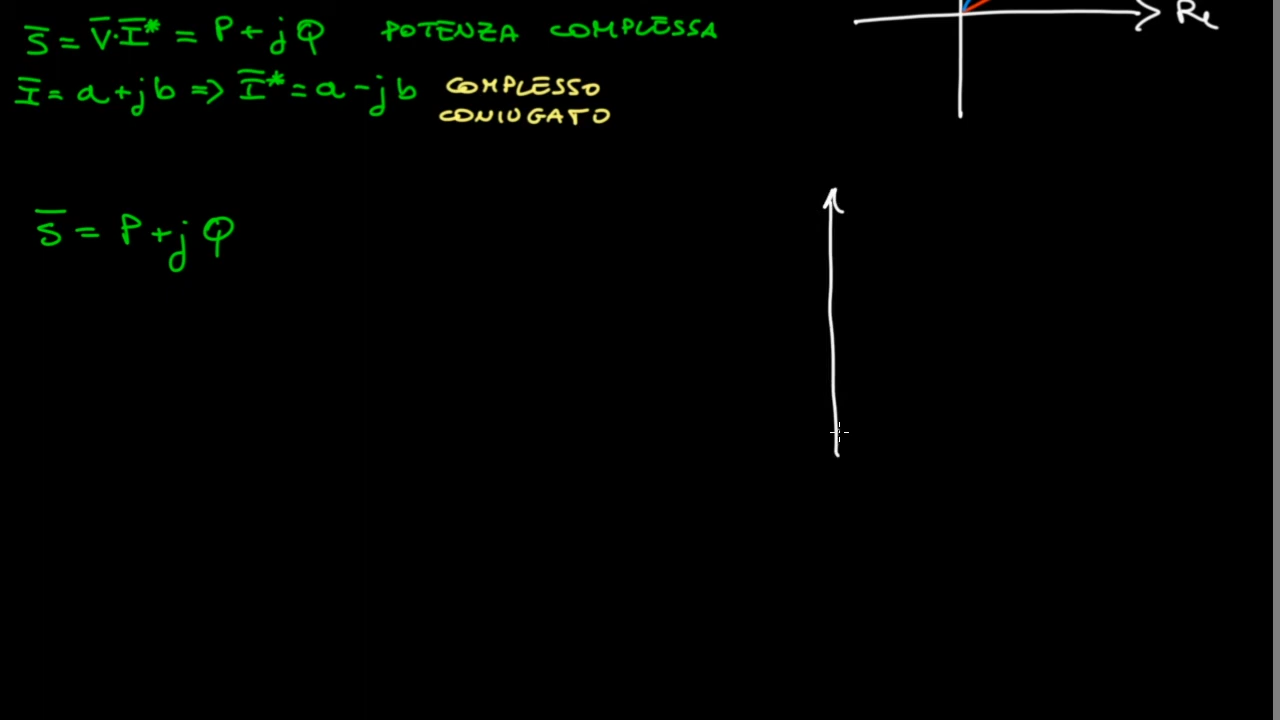 S̅ = V̅·I̅* = P + jQ POTENZA COMPLESSA
Re
I̅ = a + jb => I̅* = a - jb COMPLESSO
CONIUGATO
S̅ = P + jQ